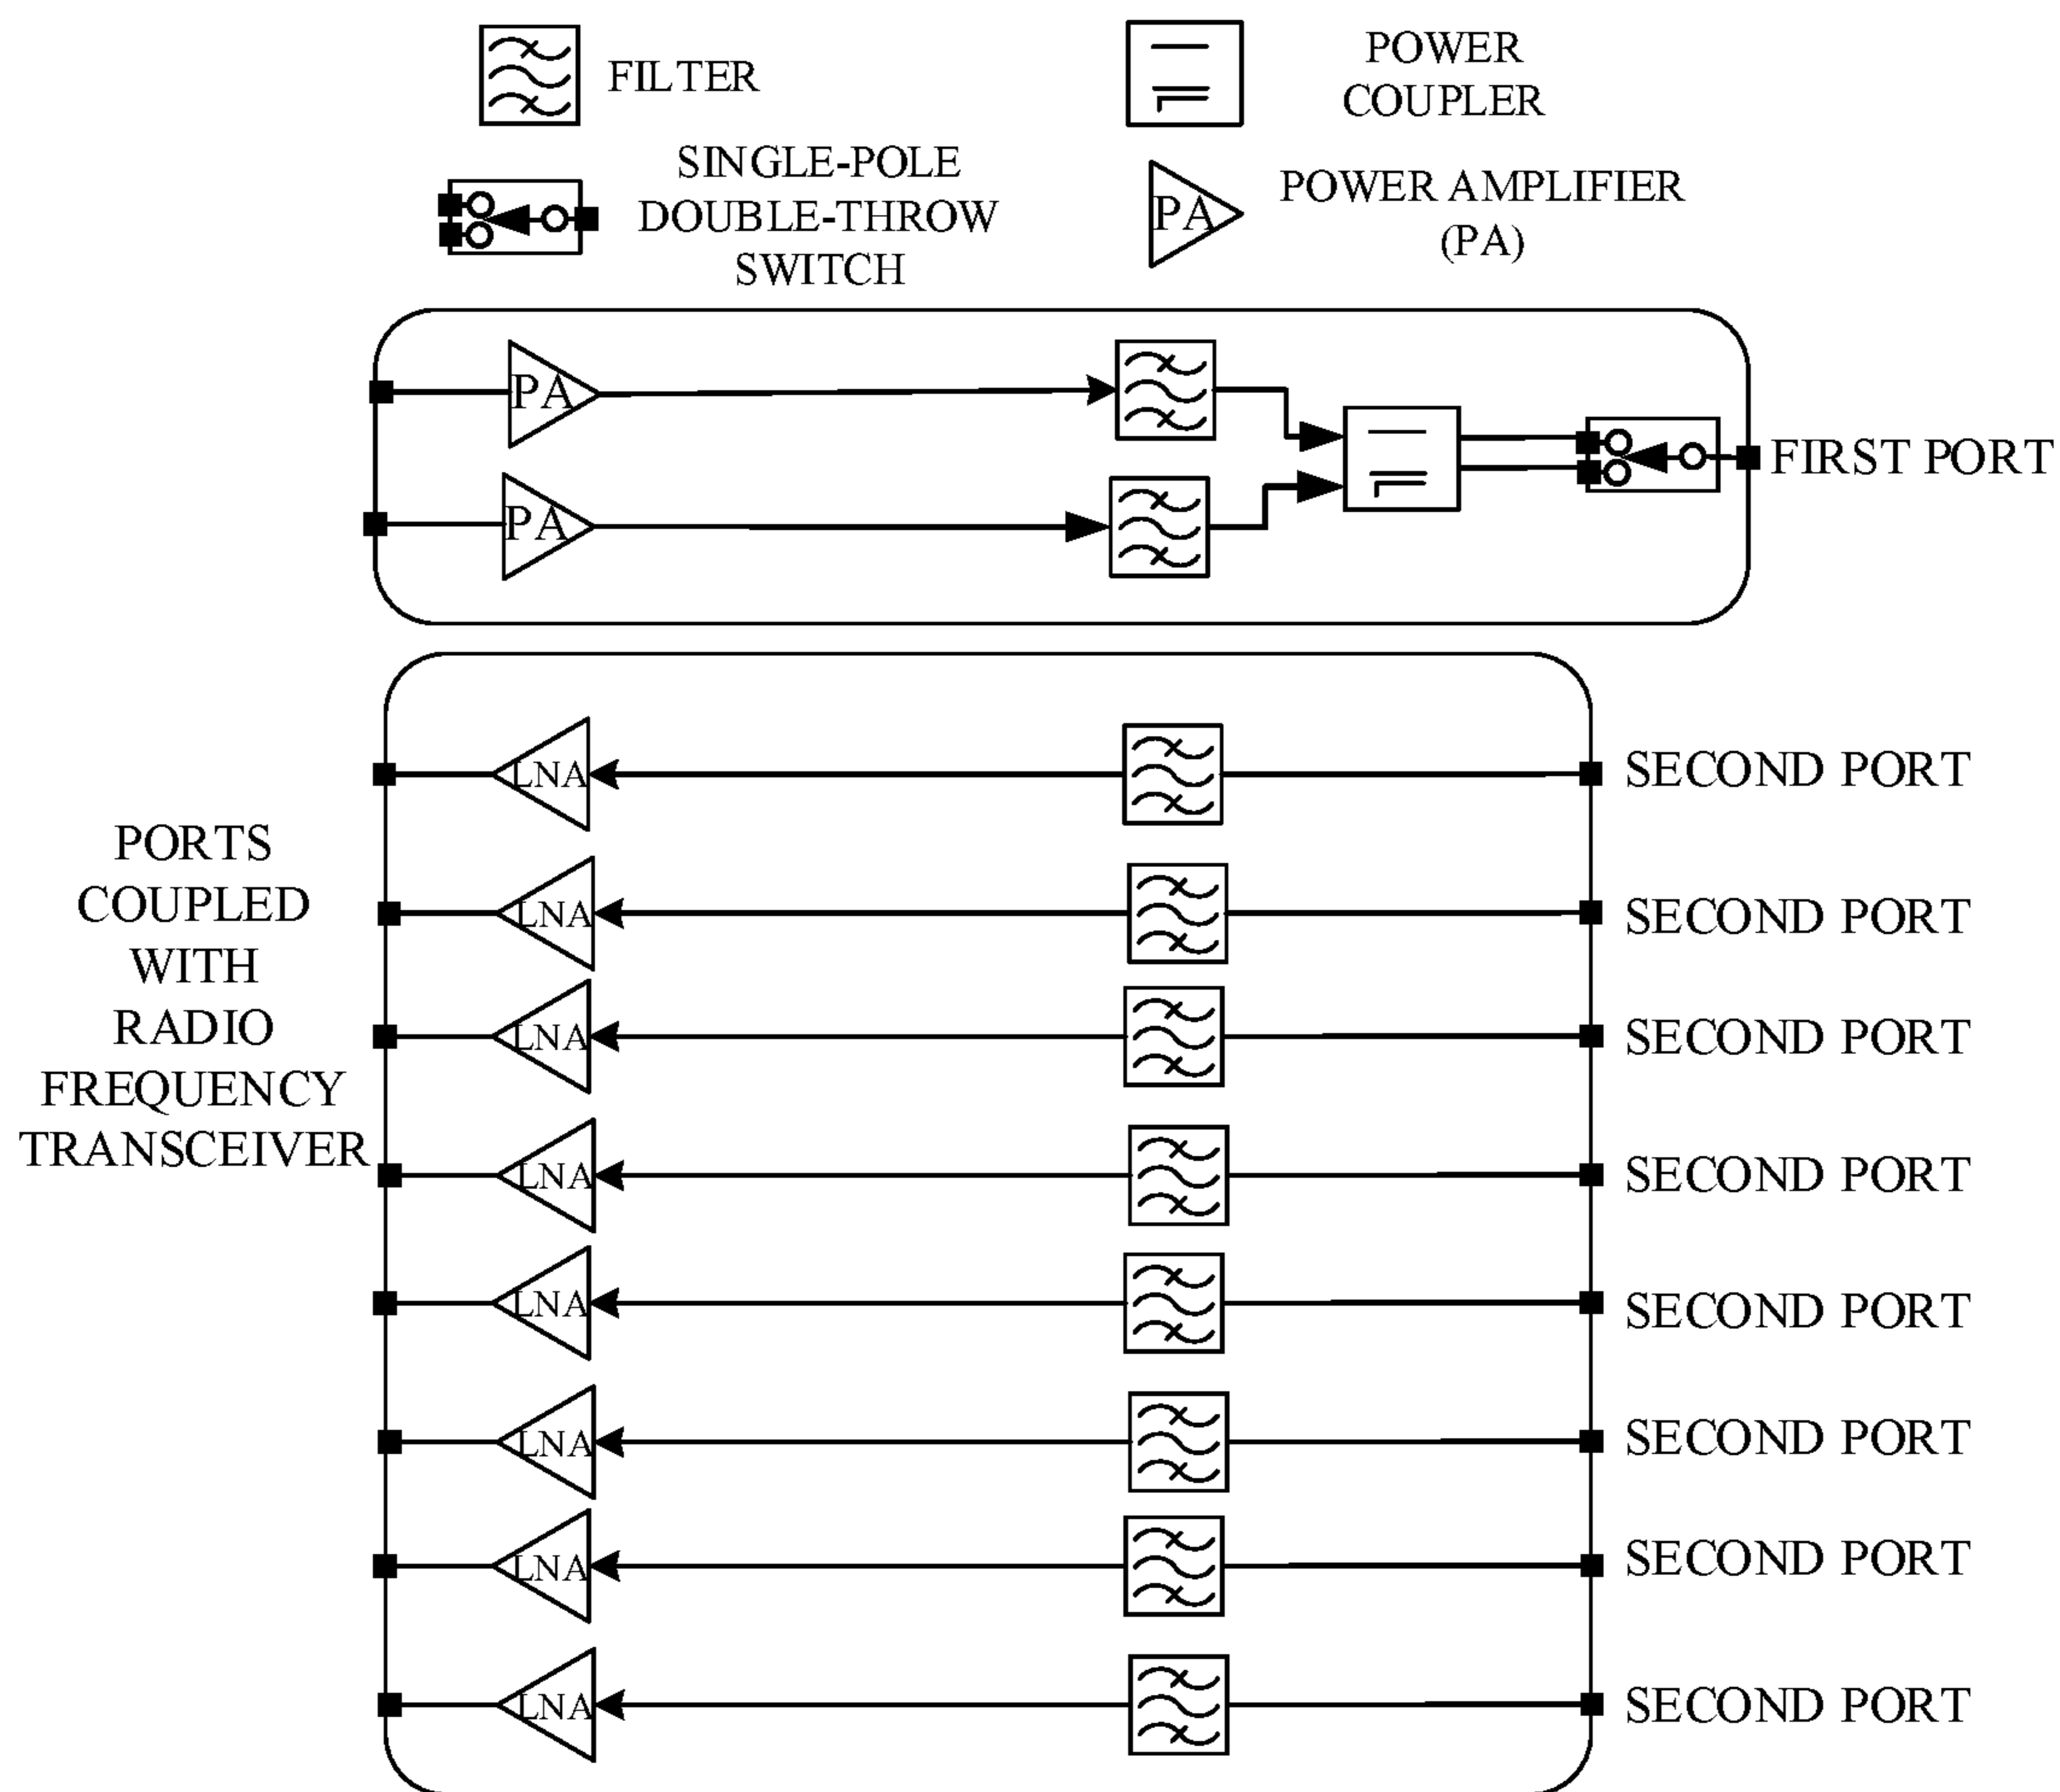 FILTER
POWER
COUPLER
SINGLE-POLE
DOUBLE-THROW
SWITCH
PA
POWER AMPLIFIER
(PA)
PA
PA
FIRST PORT
PORTS
COUPLED
WITH
RADIO
FREQUENCY
TRANSCEIVER
LNA
SECOND PORT
LNA
SECOND PORT
LNA
SECOND PORT
LNA
SECOND PORT
LNA
SECOND PORT
LNA
SECOND PORT
LNA
SECOND PORT
LNA
SECOND PORT